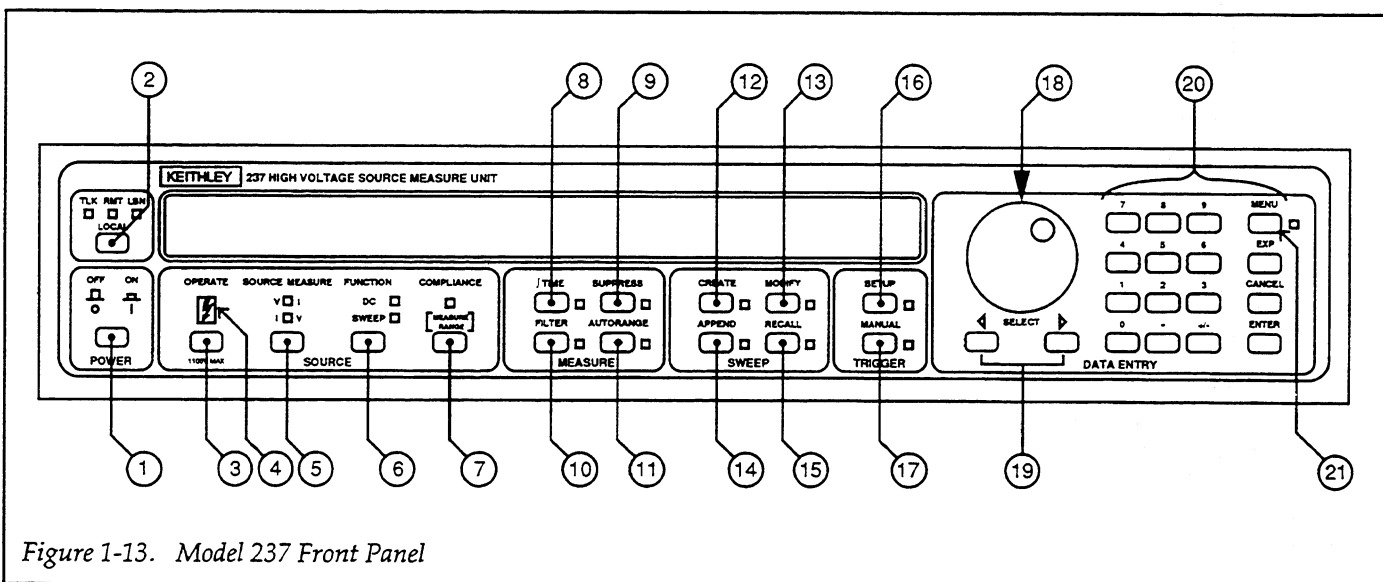 2 8 9 12 13 16 18 20
KEITHLEY 237 HIGH VOLTAGE SOURCE MEASURE UNIT
TLK RMT LSN
LOCAL
7 8 9 MENU
4 5 6 EXP
OFF ON OPERATE SOURCE MEASURE FUNCTION COMPLIANCE ∫TIME SUPPRESS CREATE MODIFY SETUP
O I V I DC
I V SWEEP MEASURE RANGE
1 2 3 CANCEL
FILTER AUTORANGE APPEND RECALL MANUAL SELECT
0 +/- ENTER
POWER 1100V MAX SOURCE MEASURE SWEEP TRIGGER DATA ENTRY
1 3 4 5 6 7 10 11 14 15 17 19 21
Figure 1-13. Model 237 Front Panel